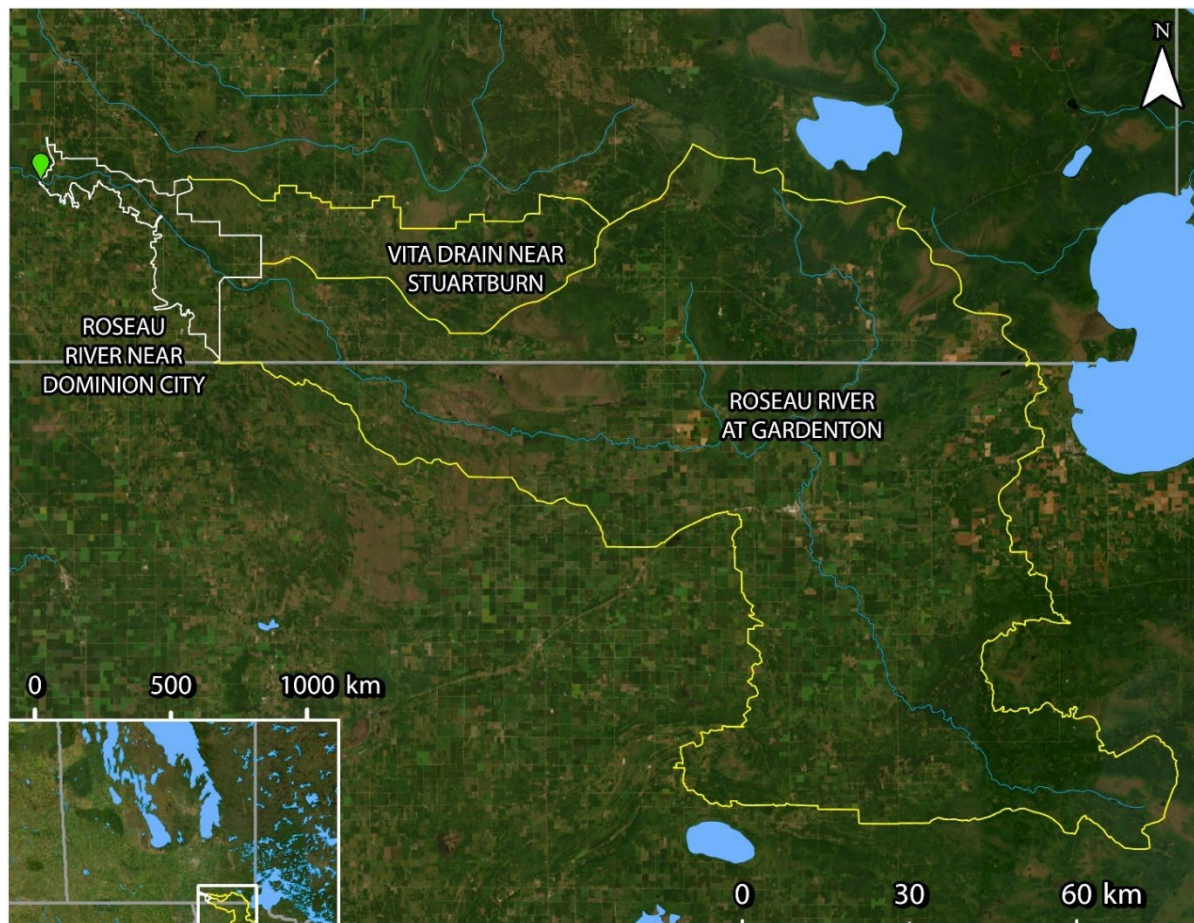 N
VITA DRAIN NEAR
STUARTBURN
ROSEAU
RIVER NEAR
DOMINION CITY
ROSEAU RIVER
AT GARDENTON
0 500 1000 km
0 30 60 km